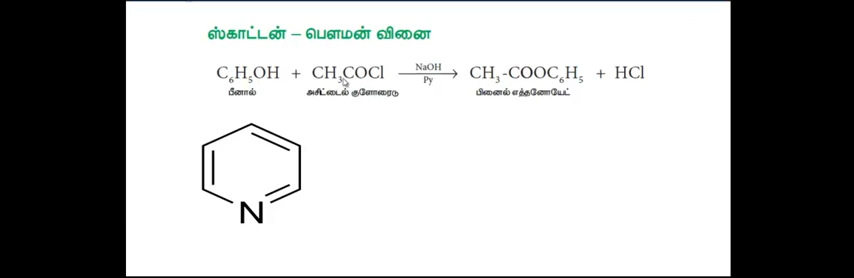 ஸ்காட்டன் – பௌமன் வினை
C₆H₅OH + CH₃COCl NaOH Py ⟶ CH₃-COOC₆H₅ + HCl
பீனால் அசிட்டைல் குளோரைடு பினைல் எத்தனோயேட்
N